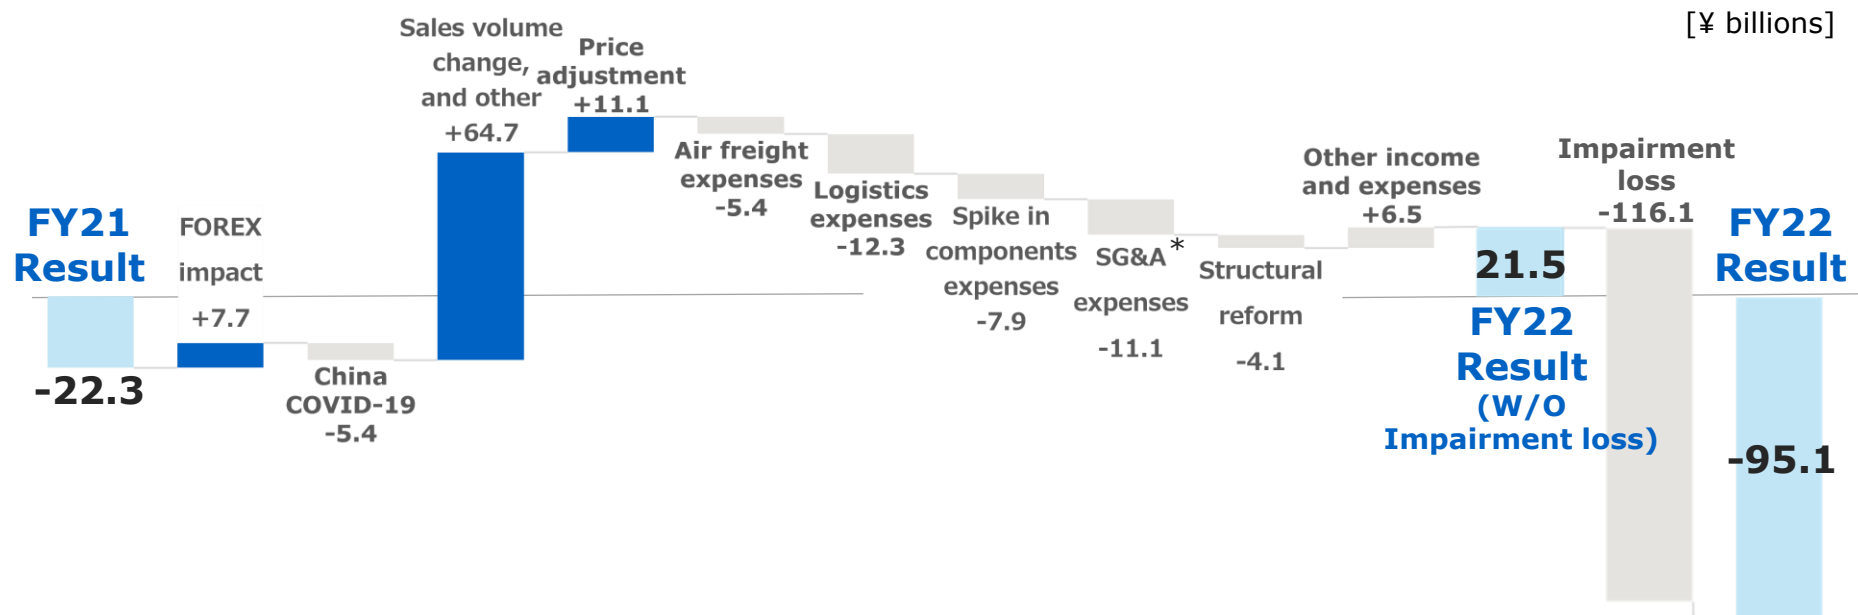 [¥ billions]
FY21
Result
-22.3
FOREX
impact
+7.7
China
COVID-19
-5.4
Sales volume
change,
and other
+64.7
Price
adjustment
+11.1
Air freight
expenses
-5.4
Logistics
expenses
-12.3
Spike in
components
expenses
-7.9
SG&A*
expenses
-11.1
Structural
reform
-4.1
Other income
and expenses
+6.5
21.5
FY22
Result
(W/O
Impairment loss)
Impairment
loss
-116.1
FY22
Result
-95.1